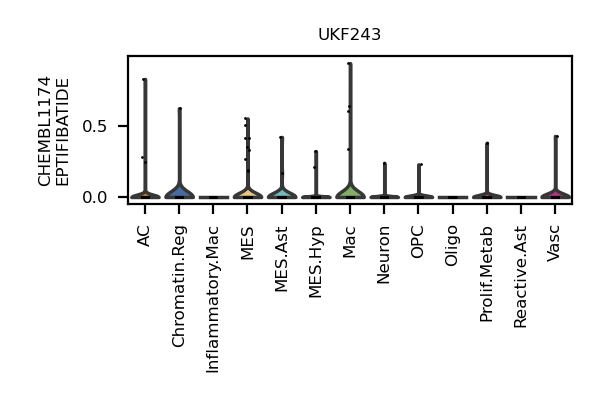 UKF243
CHEMBL1174
EPTIFIBATIDE
0.5
0.0
AC
Chromatin.Reg
Inflammatory.Mac
MES
MES.Ast
MES.Hyp
Mac
Neuron
OPC
Oligo
Prolif.Metab
Reactive.Ast
Vasc